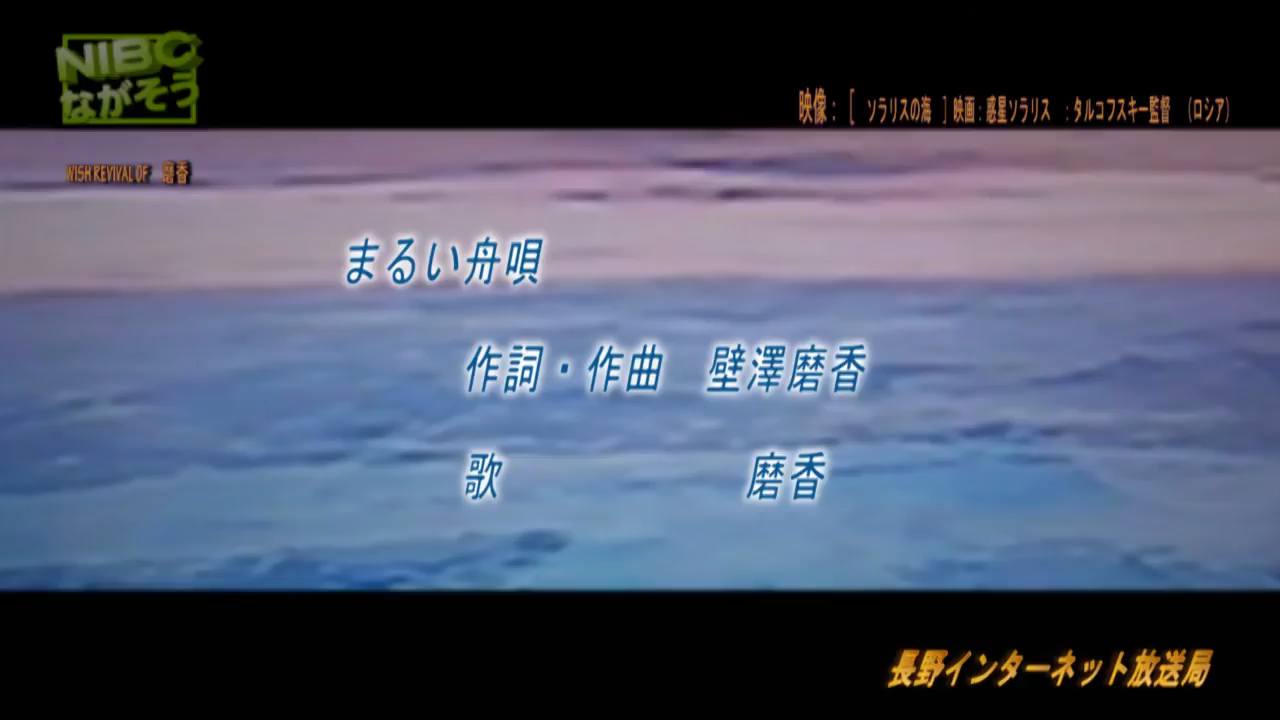 NIBC
ながそう
映像：［ ソラリスの海 ］映画：惑星ソラリス ：タルコフスキー監督 （ロシア）
WISH REVIVAL OF 磨香
まるい舟唄
作詞・作曲 壁澤磨香
歌 磨香
長野インターネット放送局